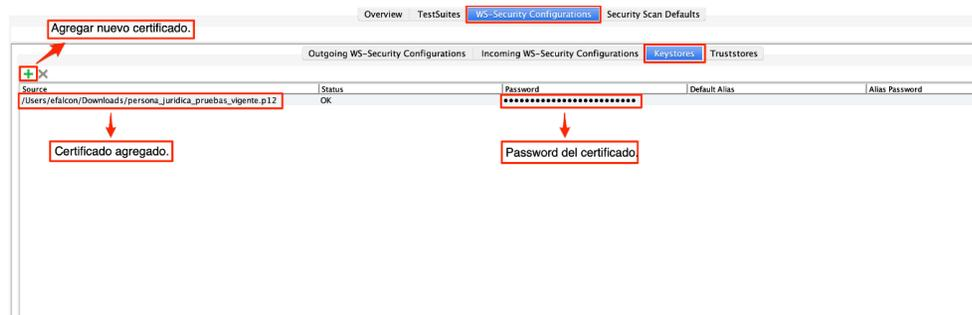 Overview TestSuites WS-Security Configurations Security Scan Defaults
Agregar nuevo certificado.
Outgoing WS-Security Configurations Incoming WS-Security Configurations Keystores Truststores
Source Status Password Default Alias Alias Password
/Users/efalcon/Downloads/persona_juridica_pruebas_vigente.p12 OK ••••••••••••••••••••••••
Certificado agregado. Password del certificado.